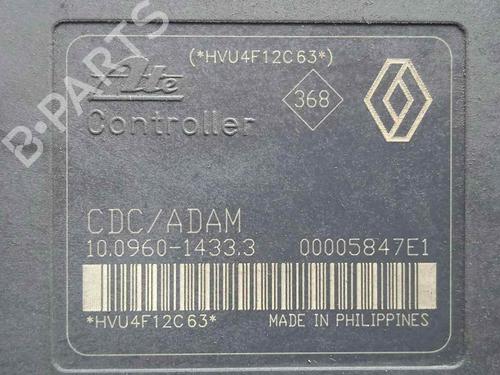 (*HVU4F12C63*)
Ate
368
Controller
CDC/ADAM
10.0960-1433.3 00005847E1
*HVU4F12C63* MADE IN PHILIPPINES
B-PARTS